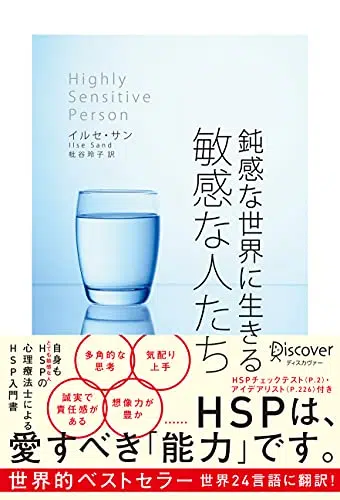 Highly
Sensitive
Person
イルセ・サン
Ilse Sand
枇谷玲子 訳
鈍感な世界に生きる
敏感な人たち
Discover
ディスカヴァー
HSPチェックテスト(P.2)・
アイデアリスト(P.226)付き
自身も
とても敏感な人
HSPの
心理療法士による
HSP入門書
多角的な
思考
気配り
上手
誠実で
責任感が
ある
想像力が
豊か
……HSPは、
愛すべき「能力」です。
世界的ベストセラー 世界24言語に翻訳!